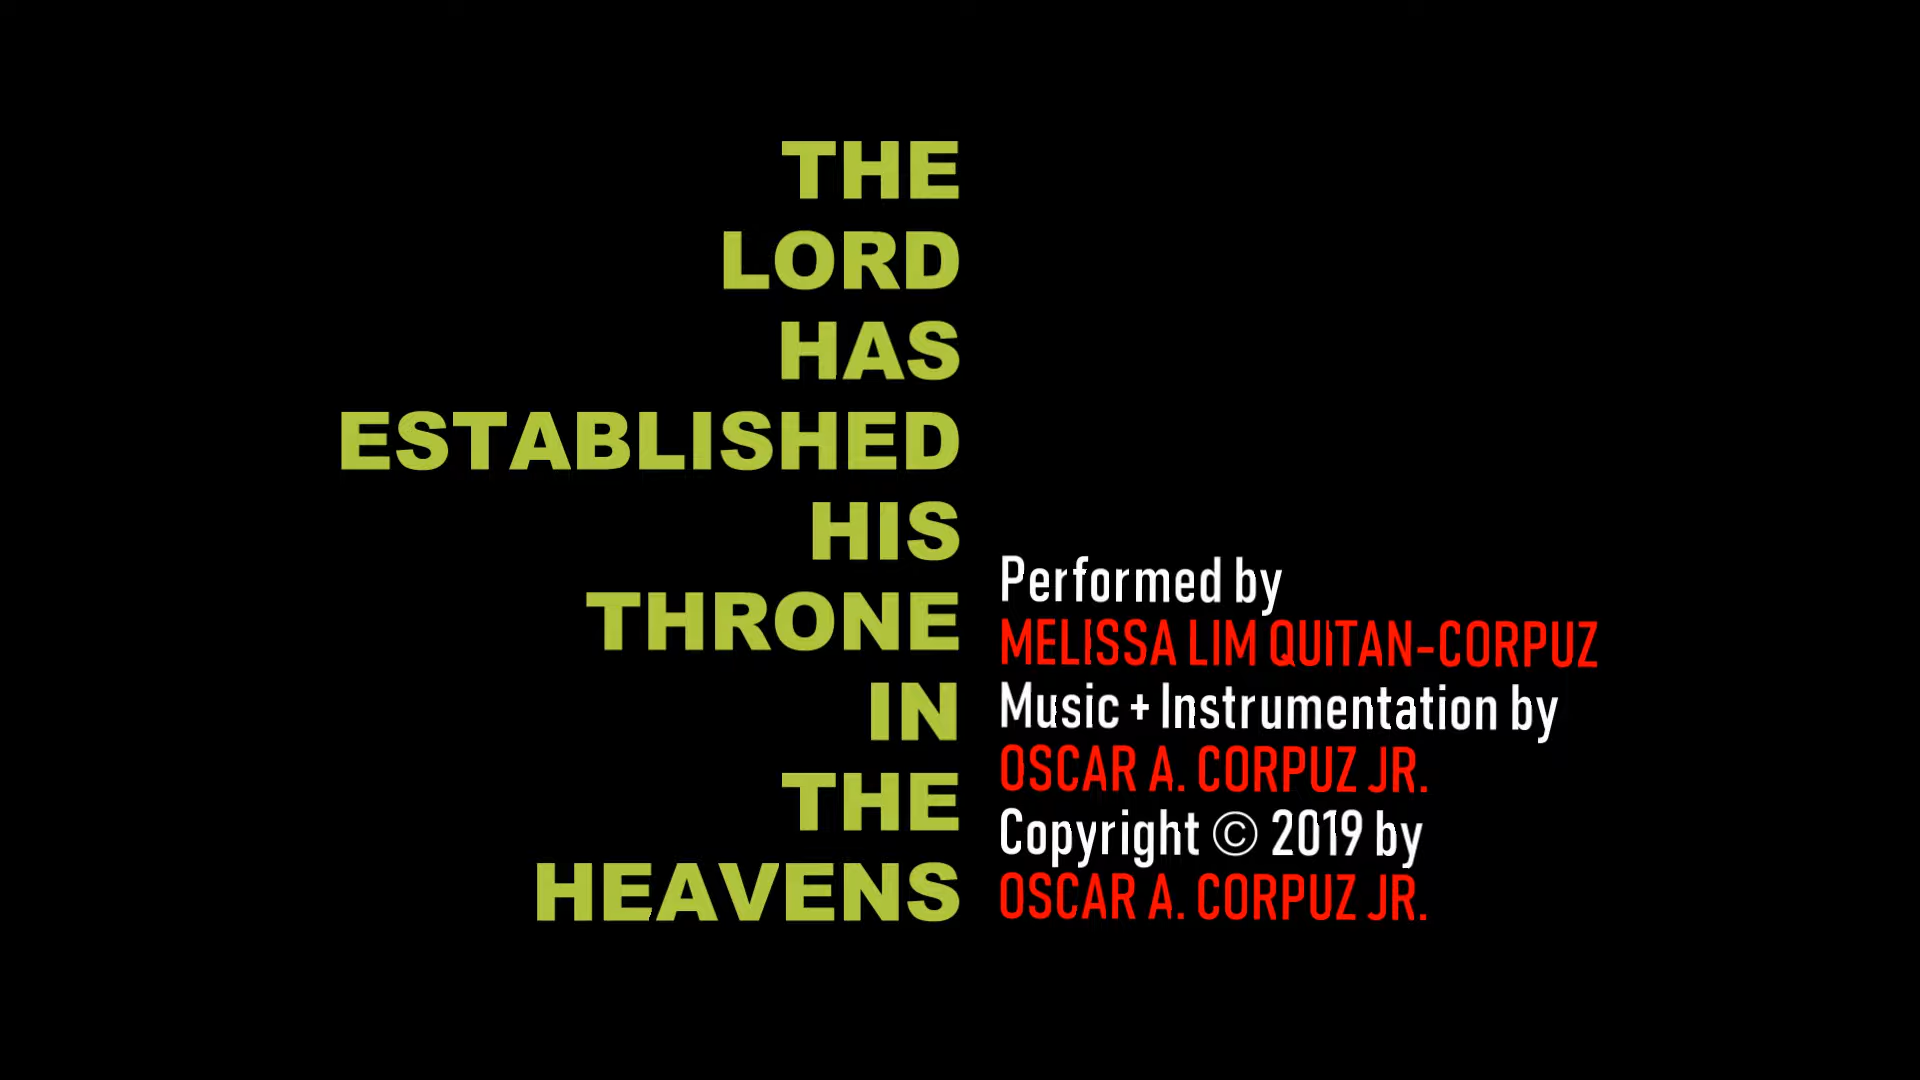 THE
LORD
HAS
ESTABLISHED
HIS
THRONE
IN
THE
HEAVENS
Performed by
MELISSA LIM QUITAN-CORPUZ
Music + Instrumentation by
OSCAR A. CORPUZ JR.
Copyright © 2019 by
OSCAR A. CORPUZ JR.